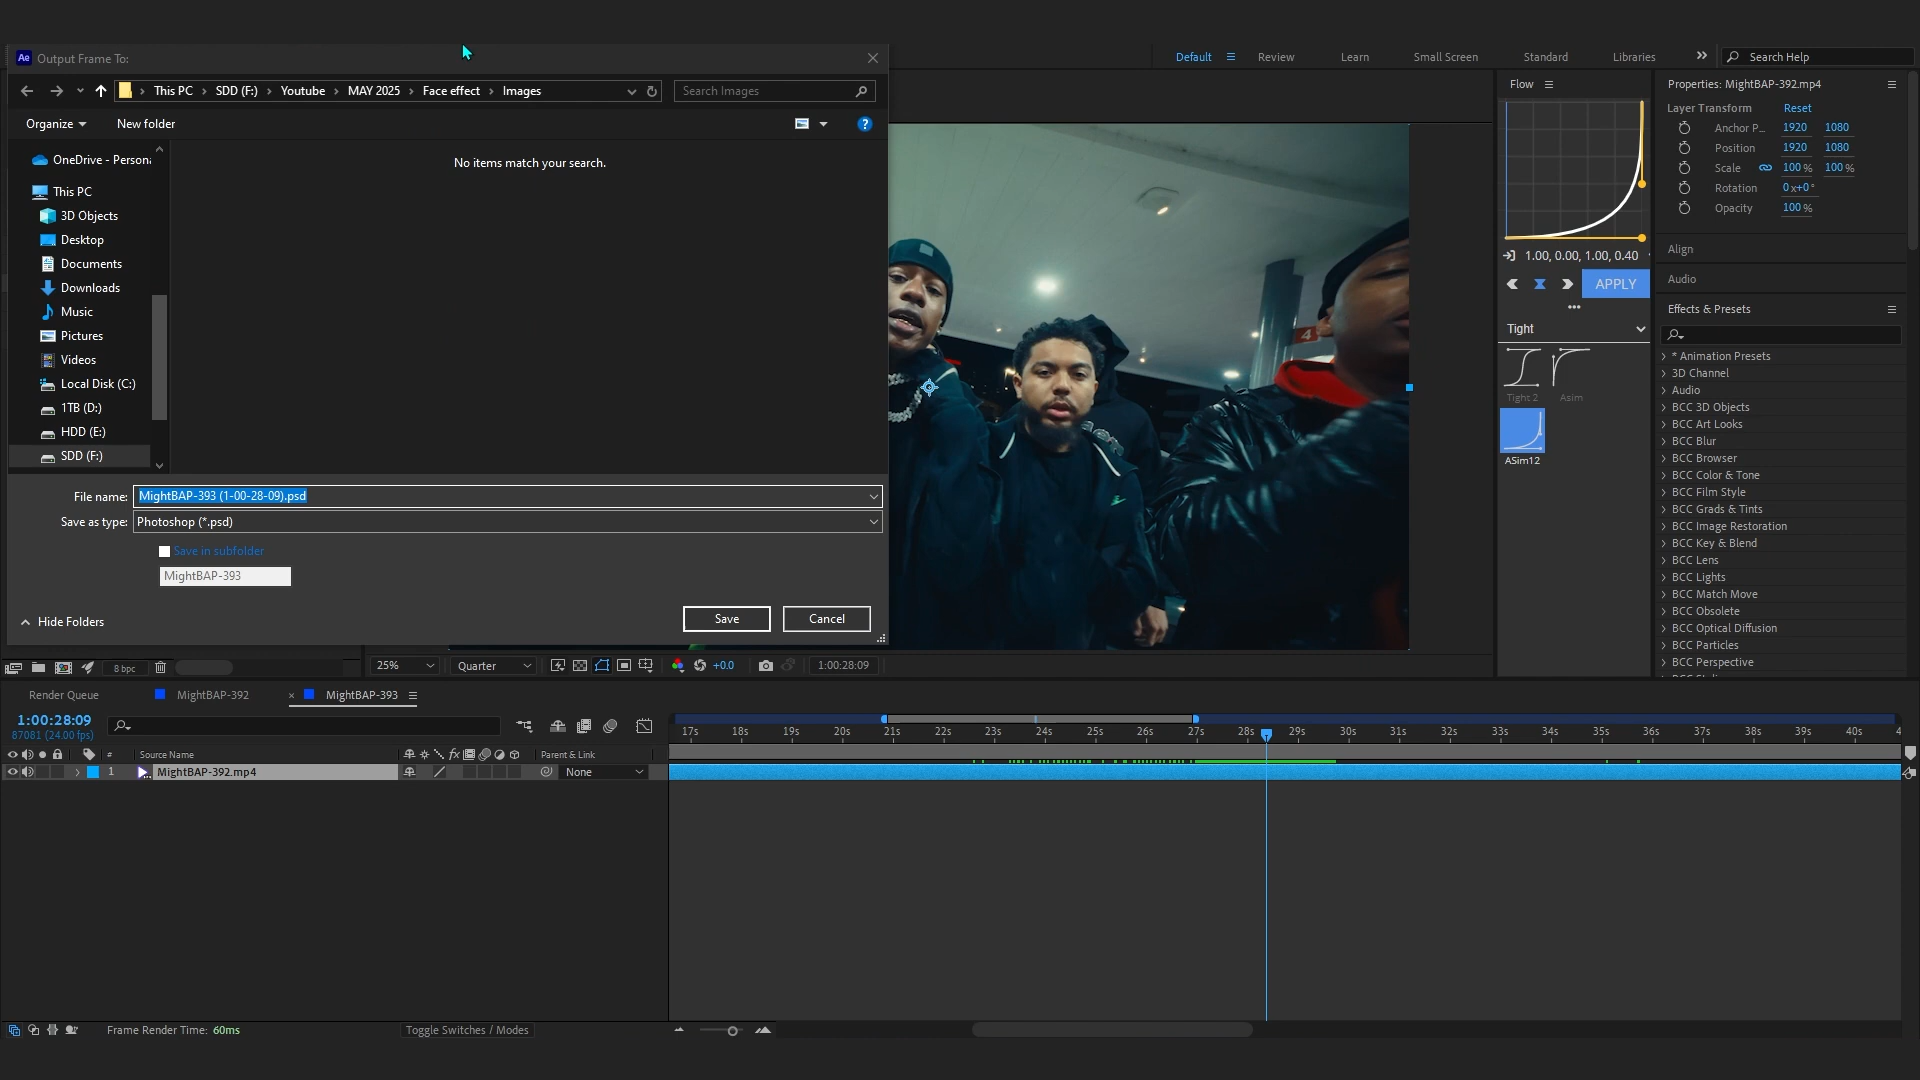 Ae Output Frame To:
This PC > SDD (F:) > Youtube > MAY 2025 > Face effect > Images
Search Images
Organize
New folder
?
OneDrive - Persona
This PC
3D Objects
Desktop
Documents
Downloads
Music
Pictures
Videos
Local Disk (C:)
1TB (D:)
HDD (E:)
SDD (F:)
No items match your search.
File name: MightBAP-393 (1-00-28-09).psd
Save as type: Photoshop (*.psd)
Save in subfolder
MightBAP-393
Hide Folders
Save
Cancel
Default
Review
Learn
Small Screen
Standard
Libraries
Search Help
4
Flow
1.00, 0.00, 1.00, 0.40
APPLY
Tight
Tight 2
Asim
ASim12
Properties: MightBAP-392.mp4
Layer Transform Reset
Anchor P... 1920 1080
Position 1920 1080
Scale 100 % 100 %
Rotation 0x+0°
Opacity 100 %
Align
Audio
Effects & Presets
* Animation Presets
3D Channel
Audio
BCC 3D Objects
BCC Art Looks
BCC Blur
BCC Browser
BCC Color & Tone
BCC Film Style
BCC Grads & Tints
BCC Image Restoration
BCC Key & Blend
BCC Lens
BCC Lights
BCC Match Move
BCC Obsolete
BCC Optical Diffusion
BCC Particles
BCC Perspective
8 bpc
25%
Quarter
+0.0
1:00:28:09
Render Queue
MightBAP-392
× MightBAP-393
1:00:28:09
87081 (24.00 fps)
# Source Name
fx
Parent & Link
1 MightBAP-392.mp4
None
17s 18s 19s 20s 21s 22s 23s 24s 25s 26s 27s 28s 29s 30s 31s 32s 33s 34s 35s 36s 37s 38s 39s 40s 4
Frame Render Time: 60ms
Toggle Switches / Modes